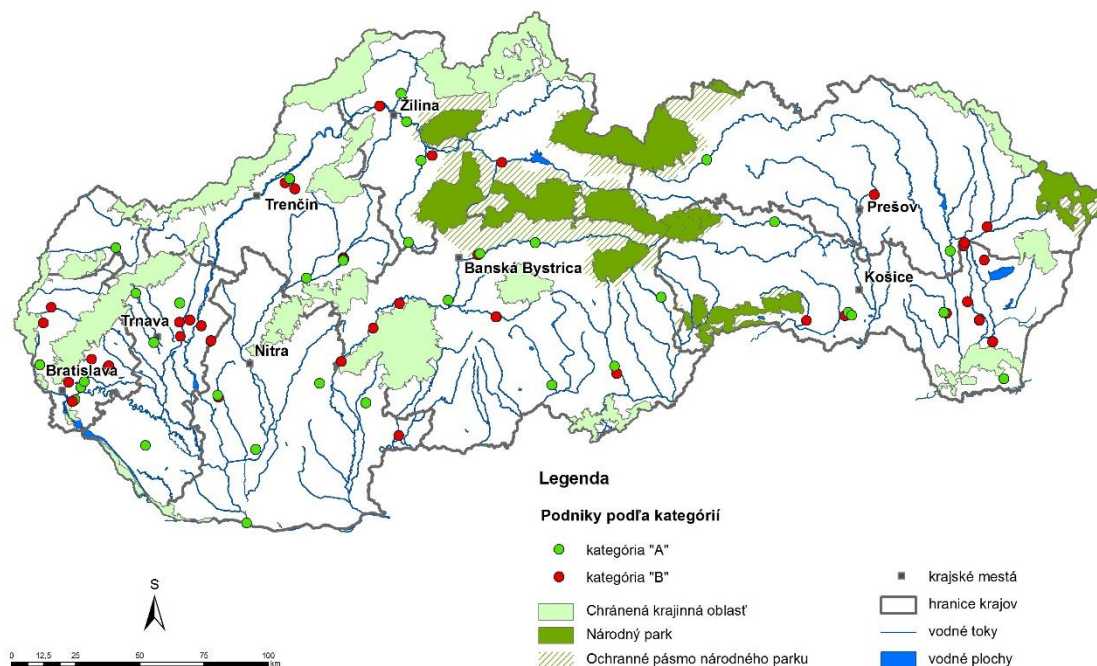 Žilina
Trenčín
Prešov
Banská Bystrica
Košice
Trnava
Nitra
Bratislava
Legenda
Podniky podľa kategórií
kategória "A"
kategória "B"
Chránená krajinná oblasť
Národný park
Ochranné pásmo národného parku
krajské mestá
hranice krajov
vodné toky
vodné plochy
S
0 12,5 25 50 75 100
km